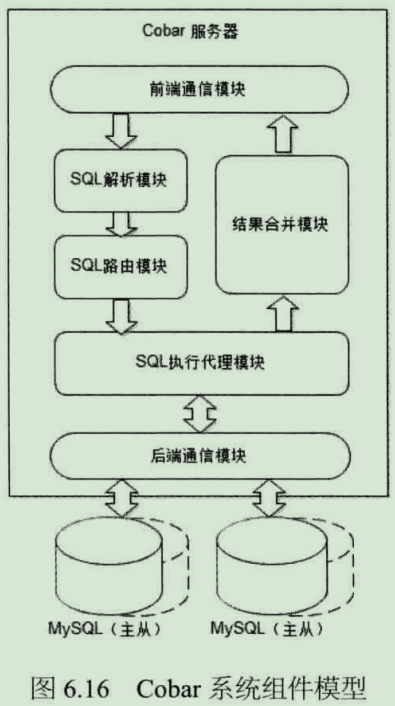 Cobar 服务器
前端通信模块
SQL解析模块
结果合并模块
SQL路由模块
SQL执行代理模块
后端通信模块
MySQL（主从） MySQL（主从）
图 6.16 Cobar 系统组件模型